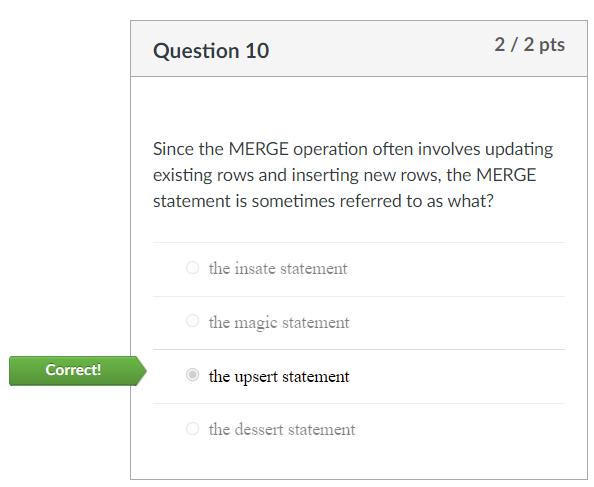 Question 10
2 / 2 pts
Since the MERGE operation often involves updating
existing rows and inserting new rows, the MERGE
statement is sometimes referred to as what?
the insate statement
the magic statement
Correct!
the upsert statement
the dessert statement